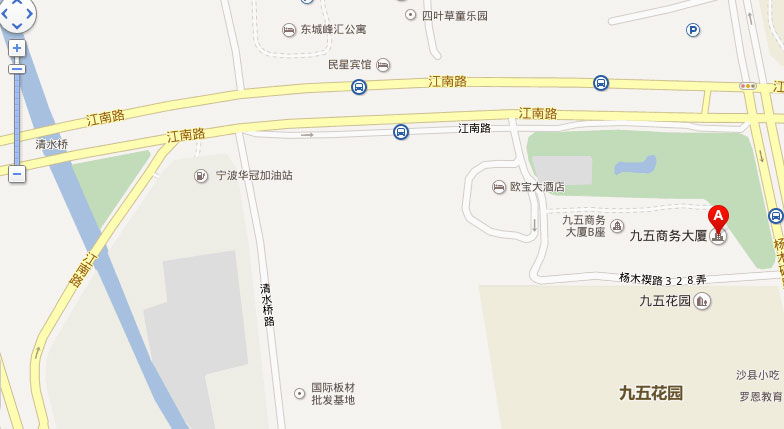 四叶草童乐园
东城峰汇公寓
P
民星宾馆
江南路
江南路
江南路
江
江南路
江南路
清水桥
宁波华冠加油站
欧宝大酒店
九五商务
大厦B座
A
九五商务大厦
杨木
江南路
杨木碶路328弄
九五花园
清水桥路
国际板材
批发基地
九五花园
沙县小吃
罗恩教育